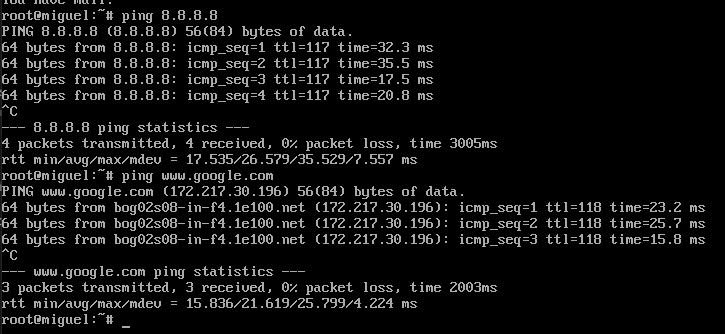 You have mail.
root@miguel:~# ping 8.8.8.8
PING 8.8.8.8 (8.8.8.8) 56(84) bytes of data.
64 bytes from 8.8.8.8: icmp_seq=1 ttl=117 time=32.3 ms
64 bytes from 8.8.8.8: icmp_seq=2 ttl=117 time=35.5 ms
64 bytes from 8.8.8.8: icmp_seq=3 ttl=117 time=17.5 ms
64 bytes from 8.8.8.8: icmp_seq=4 ttl=117 time=20.8 ms
^C
--- 8.8.8.8 ping statistics ---
4 packets transmitted, 4 received, 0% packet loss, time 3005ms
rtt min/avg/max/mdev = 17.535/26.579/35.529/7.557 ms
root@miguel:~# ping www.google.com
PING www.google.com (172.217.30.196) 56(84) bytes of data.
64 bytes from bog02s08-in-f4.1e100.net (172.217.30.196): icmp_seq=1 ttl=118 time=23.2 ms
64 bytes from bog02s08-in-f4.1e100.net (172.217.30.196): icmp_seq=2 ttl=118 time=25.7 ms
64 bytes from bog02s08-in-f4.1e100.net (172.217.30.196): icmp_seq=3 ttl=118 time=15.8 ms
^C
--- www.google.com ping statistics ---
3 packets transmitted, 3 received, 0% packet loss, time 2003ms
rtt min/avg/max/mdev = 15.836/21.619/25.799/4.224 ms
root@miguel:~# _